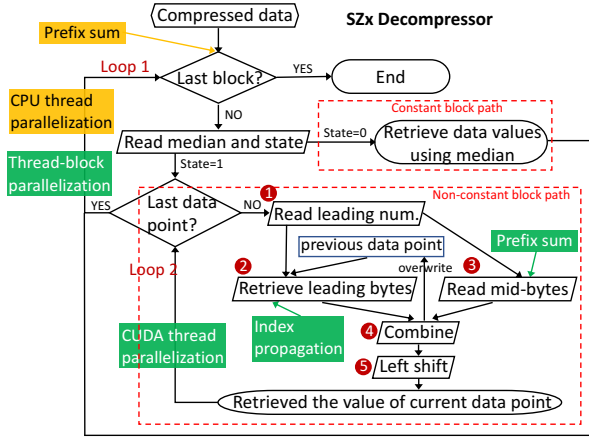 Compressed data
SZx Decompressor
Prefix sum
Loop 1
Last block?
YES
End
CPU thread
parallelization
NO
Constant block path
Read median and state
State=0
Retrieve data values
using median
Thread-block
parallelization
State=1
Non-constant block path
YES
Last data
point?
NO
1
Read leading num.
previous data point
Prefix sum
Loop 2
2
overwrite
3
Retrieve leading bytes
Read mid-bytes
CUDA thread
parallelization
Index
propagation
4
Combine
5
Left shift
Retrieved the value of current data point